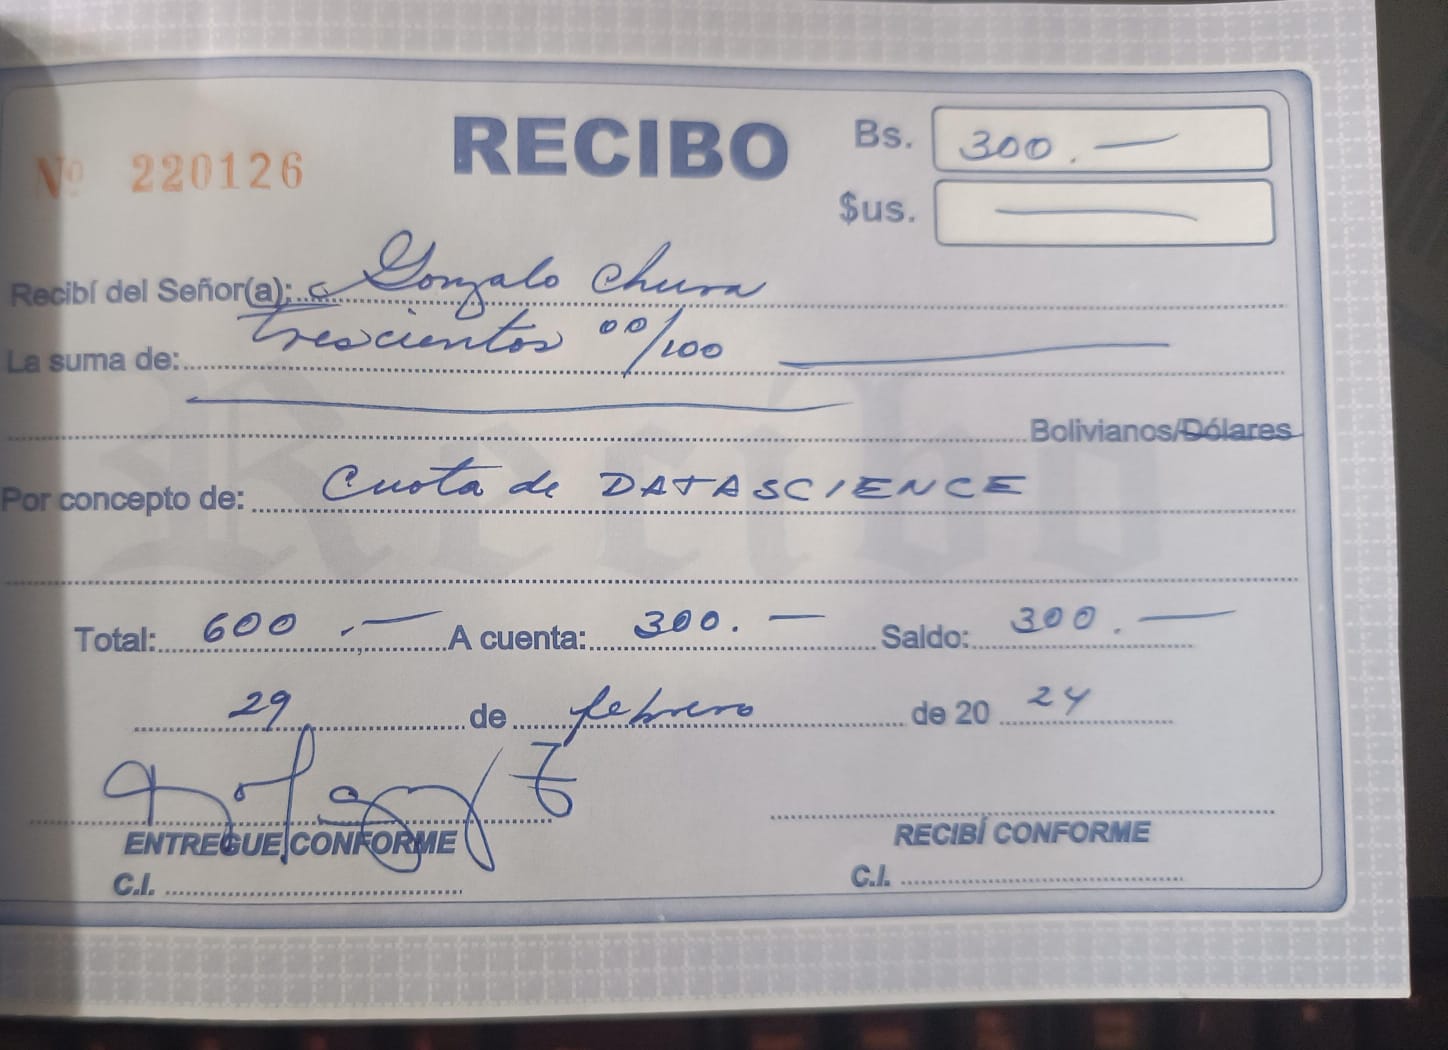 Nº 220126
RECIBO
Bs. 300.—
$us. —
Recibí del Señor(a): Gonzalo Chura
La suma de: trescientos 00/100 —
Bolivianos/Dólares
Por concepto de: Cuota de DATASCIENCE
Total: 600.— A cuenta: 300.— Saldo: 300.—
29 de febrero de 20 24
ENTREGUE CONFORME
RECIBÍ CONFORME
C.I.
C.I.
Recibo